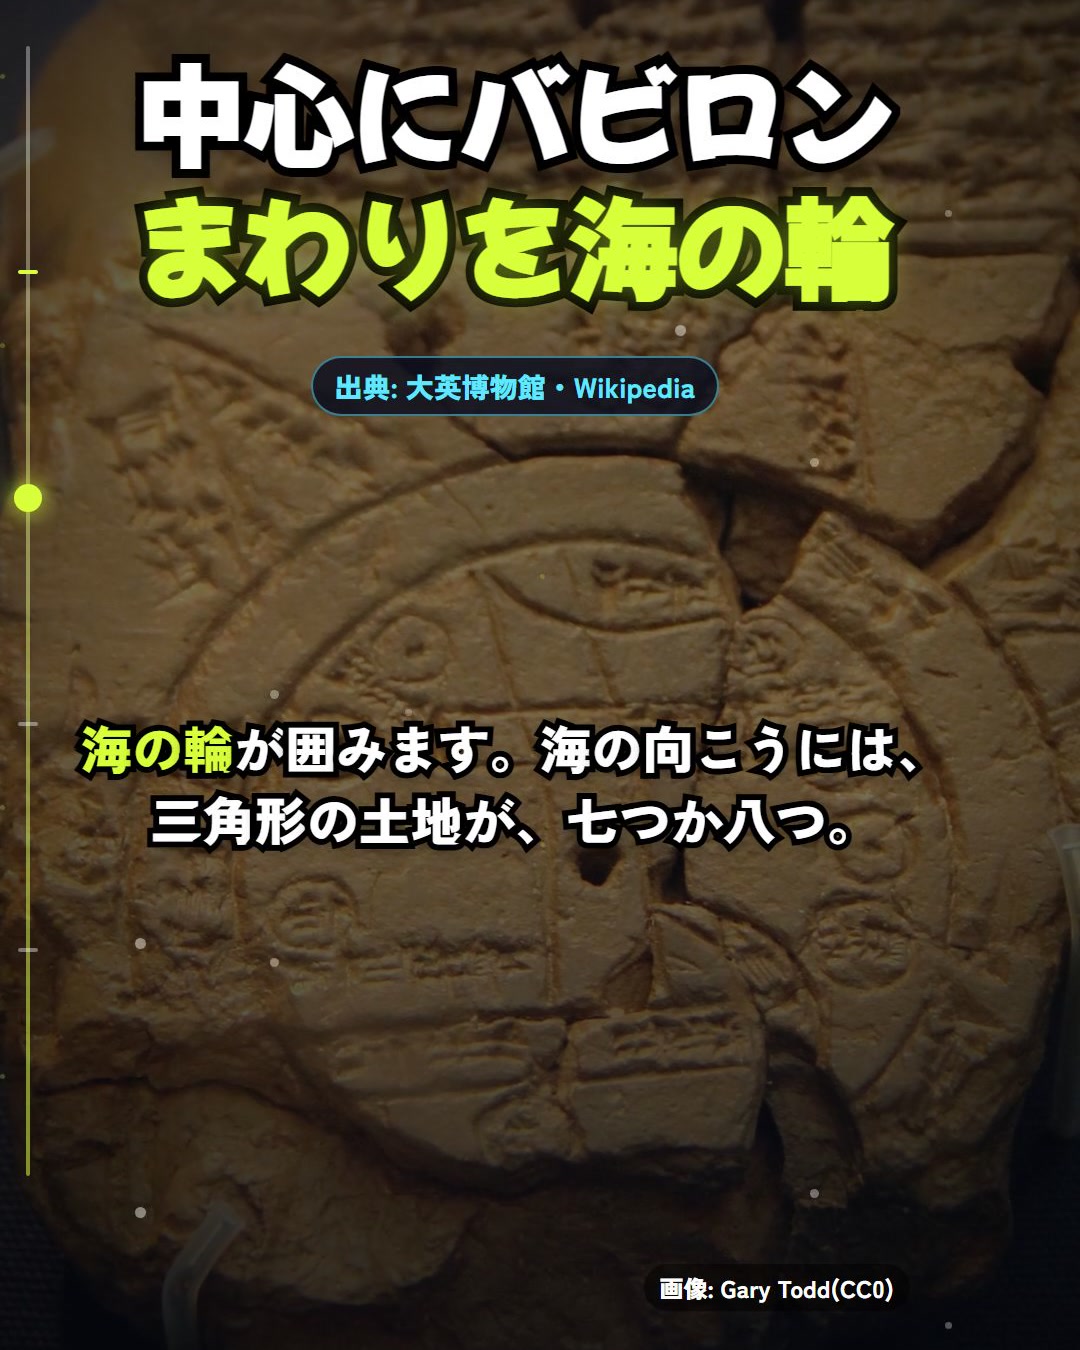 中心にバビロン
まわりを海の輪
出典: 大英博物館・Wikipedia
海の輪が囲みます。海の向こうには、
三角形の土地が、七つか八つ。
画像: Gary Todd(CC0)